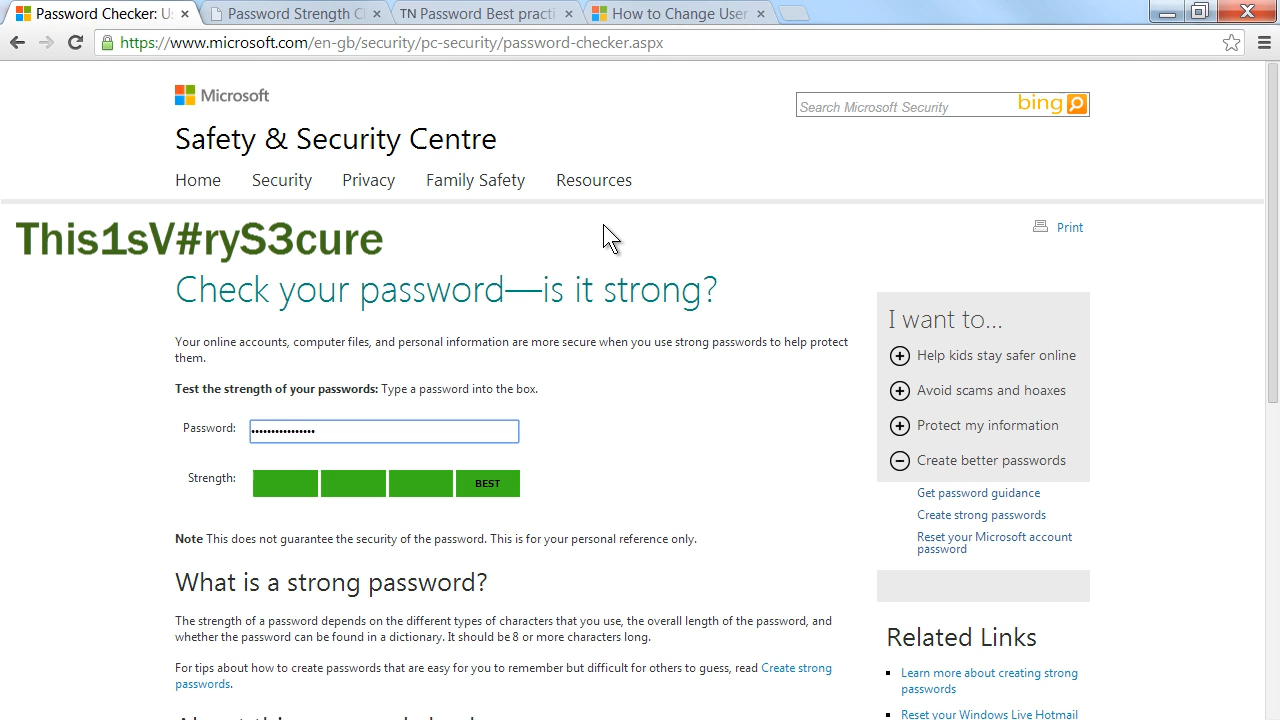 Password Checker: U
Password Strength C
TN Password Best practi
How to Change User
https://www.microsoft.com/en-gb/security/pc-security/password-checker.aspx
Microsoft
Search Microsoft Security
bing
Safety & Security Centre
Home
Security
Privacy
Family Safety
Resources
This1sV#ryS3cure
Print
Check your password—is it strong?
Your online accounts, computer files, and personal information are more secure when you use strong passwords to help protect
them.
Test the strength of your passwords: Type a password into the box.
Password: ••••••••••••••••
Strength:
BEST
Note This does not guarantee the security of the password. This is for your personal reference only.
What is a strong password?
The strength of a password depends on the different types of characters that you use, the overall length of the password, and
whether the password can be found in a dictionary. It should be 8 or more characters long.
For tips about how to create passwords that are easy for you to remember but difficult for others to guess, read Create strong
passwords.
I want to...
Help kids stay safer online
Avoid scams and hoaxes
Protect my information
Create better passwords
Get password guidance
Create strong passwords
Reset your Microsoft account
password
Related Links
Learn more about creating strong
passwords
Reset your Windows Live Hotmail